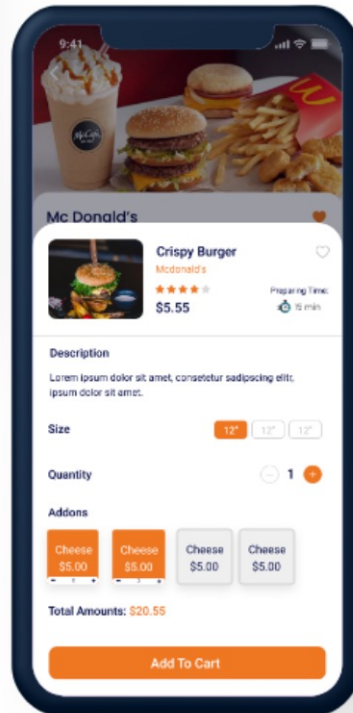 9:41
McCafé
Mc Donald's
Crispy Burger
Mcdonald's
Preparing Time:
$5.55
15 min
Description
Lorem ipsum dolor sit amet, consetetur sadipscing elitr,
ipsum dolor sit amet.
Size
12" 12" 12"
Quantity
1
Addons
Cheese Cheese Cheese Cheese
$5.00 $5.00 $5.00 $5.00
Total Amounts: $20.55
Add To Cart